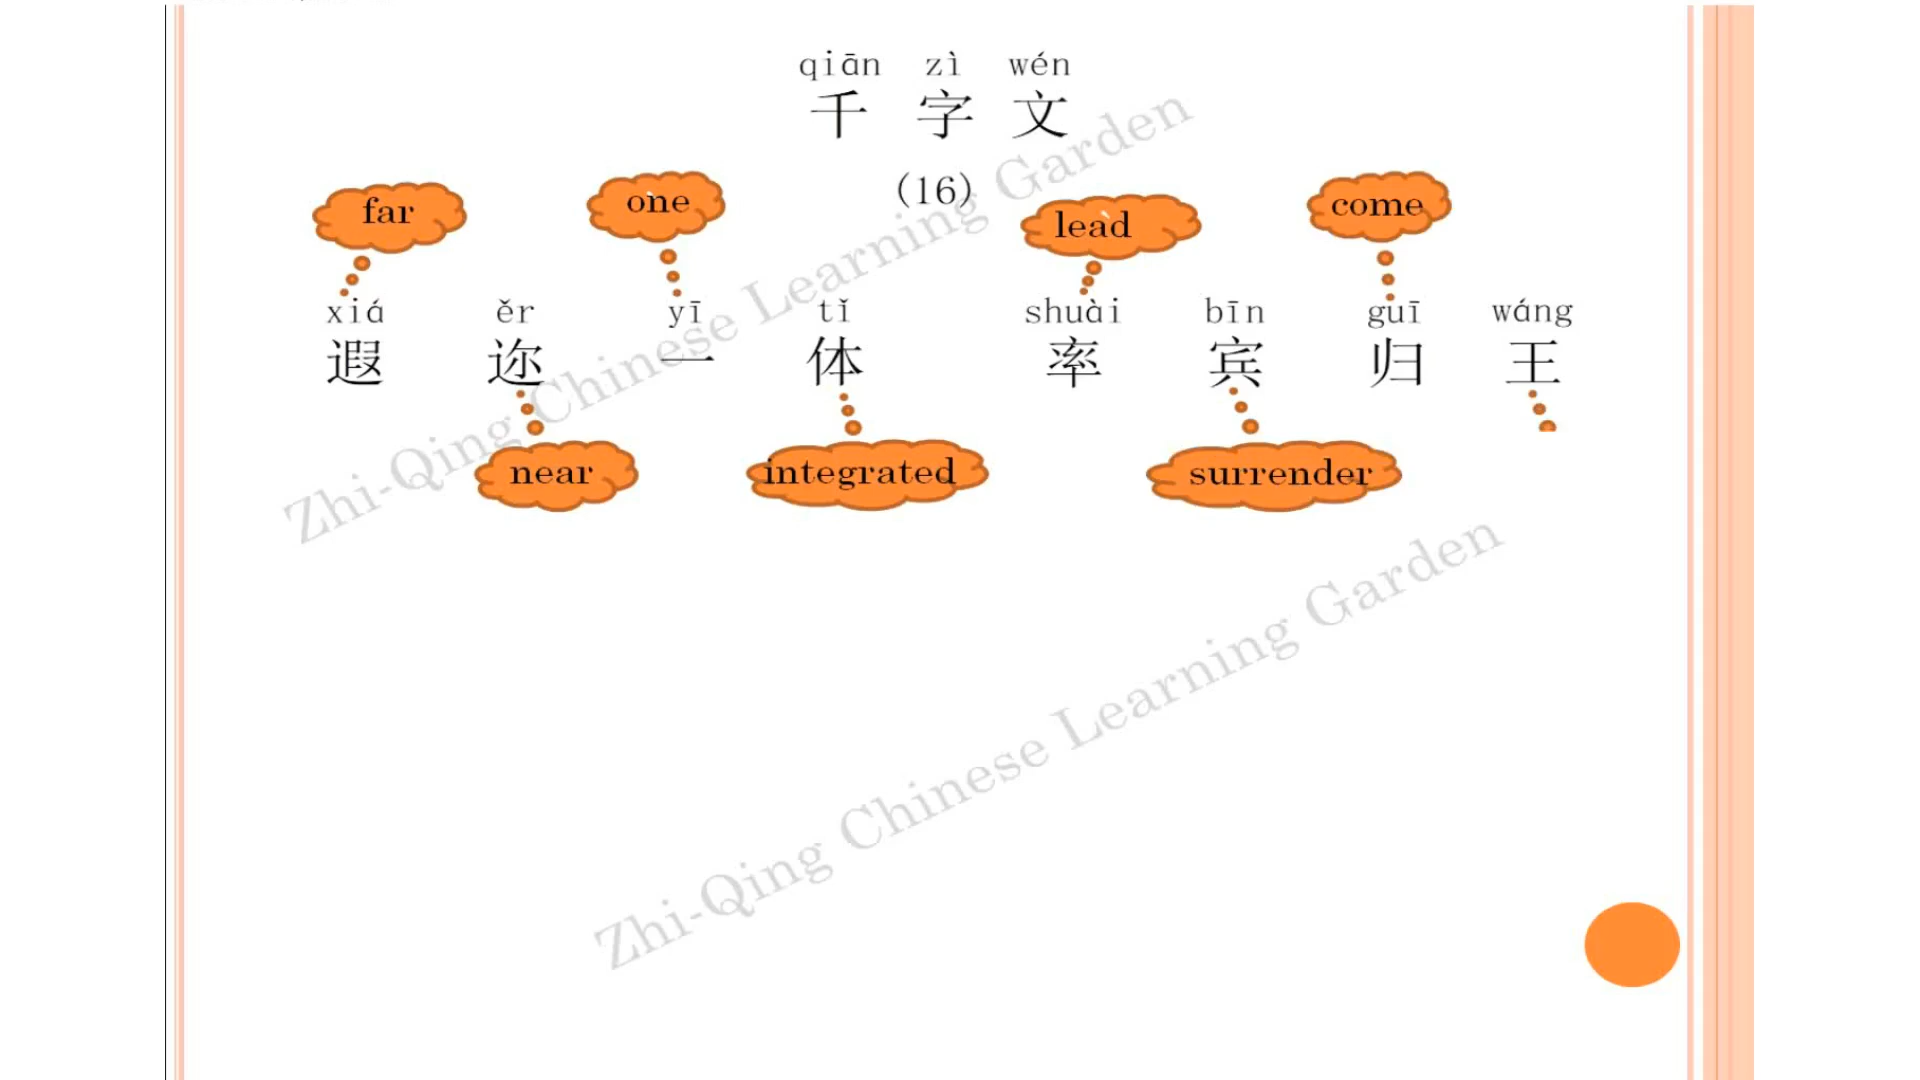 qiān zì wén
千 字 文
(16)
far one lead come
xiá ěr yī tǐ shuài bīn guī wáng
遐 迩 一 体 率 宾 归 王
near integrated surrender
Zhi-Qing Chinese Learning Garden
Zhi-Qing Chinese Learning Garden